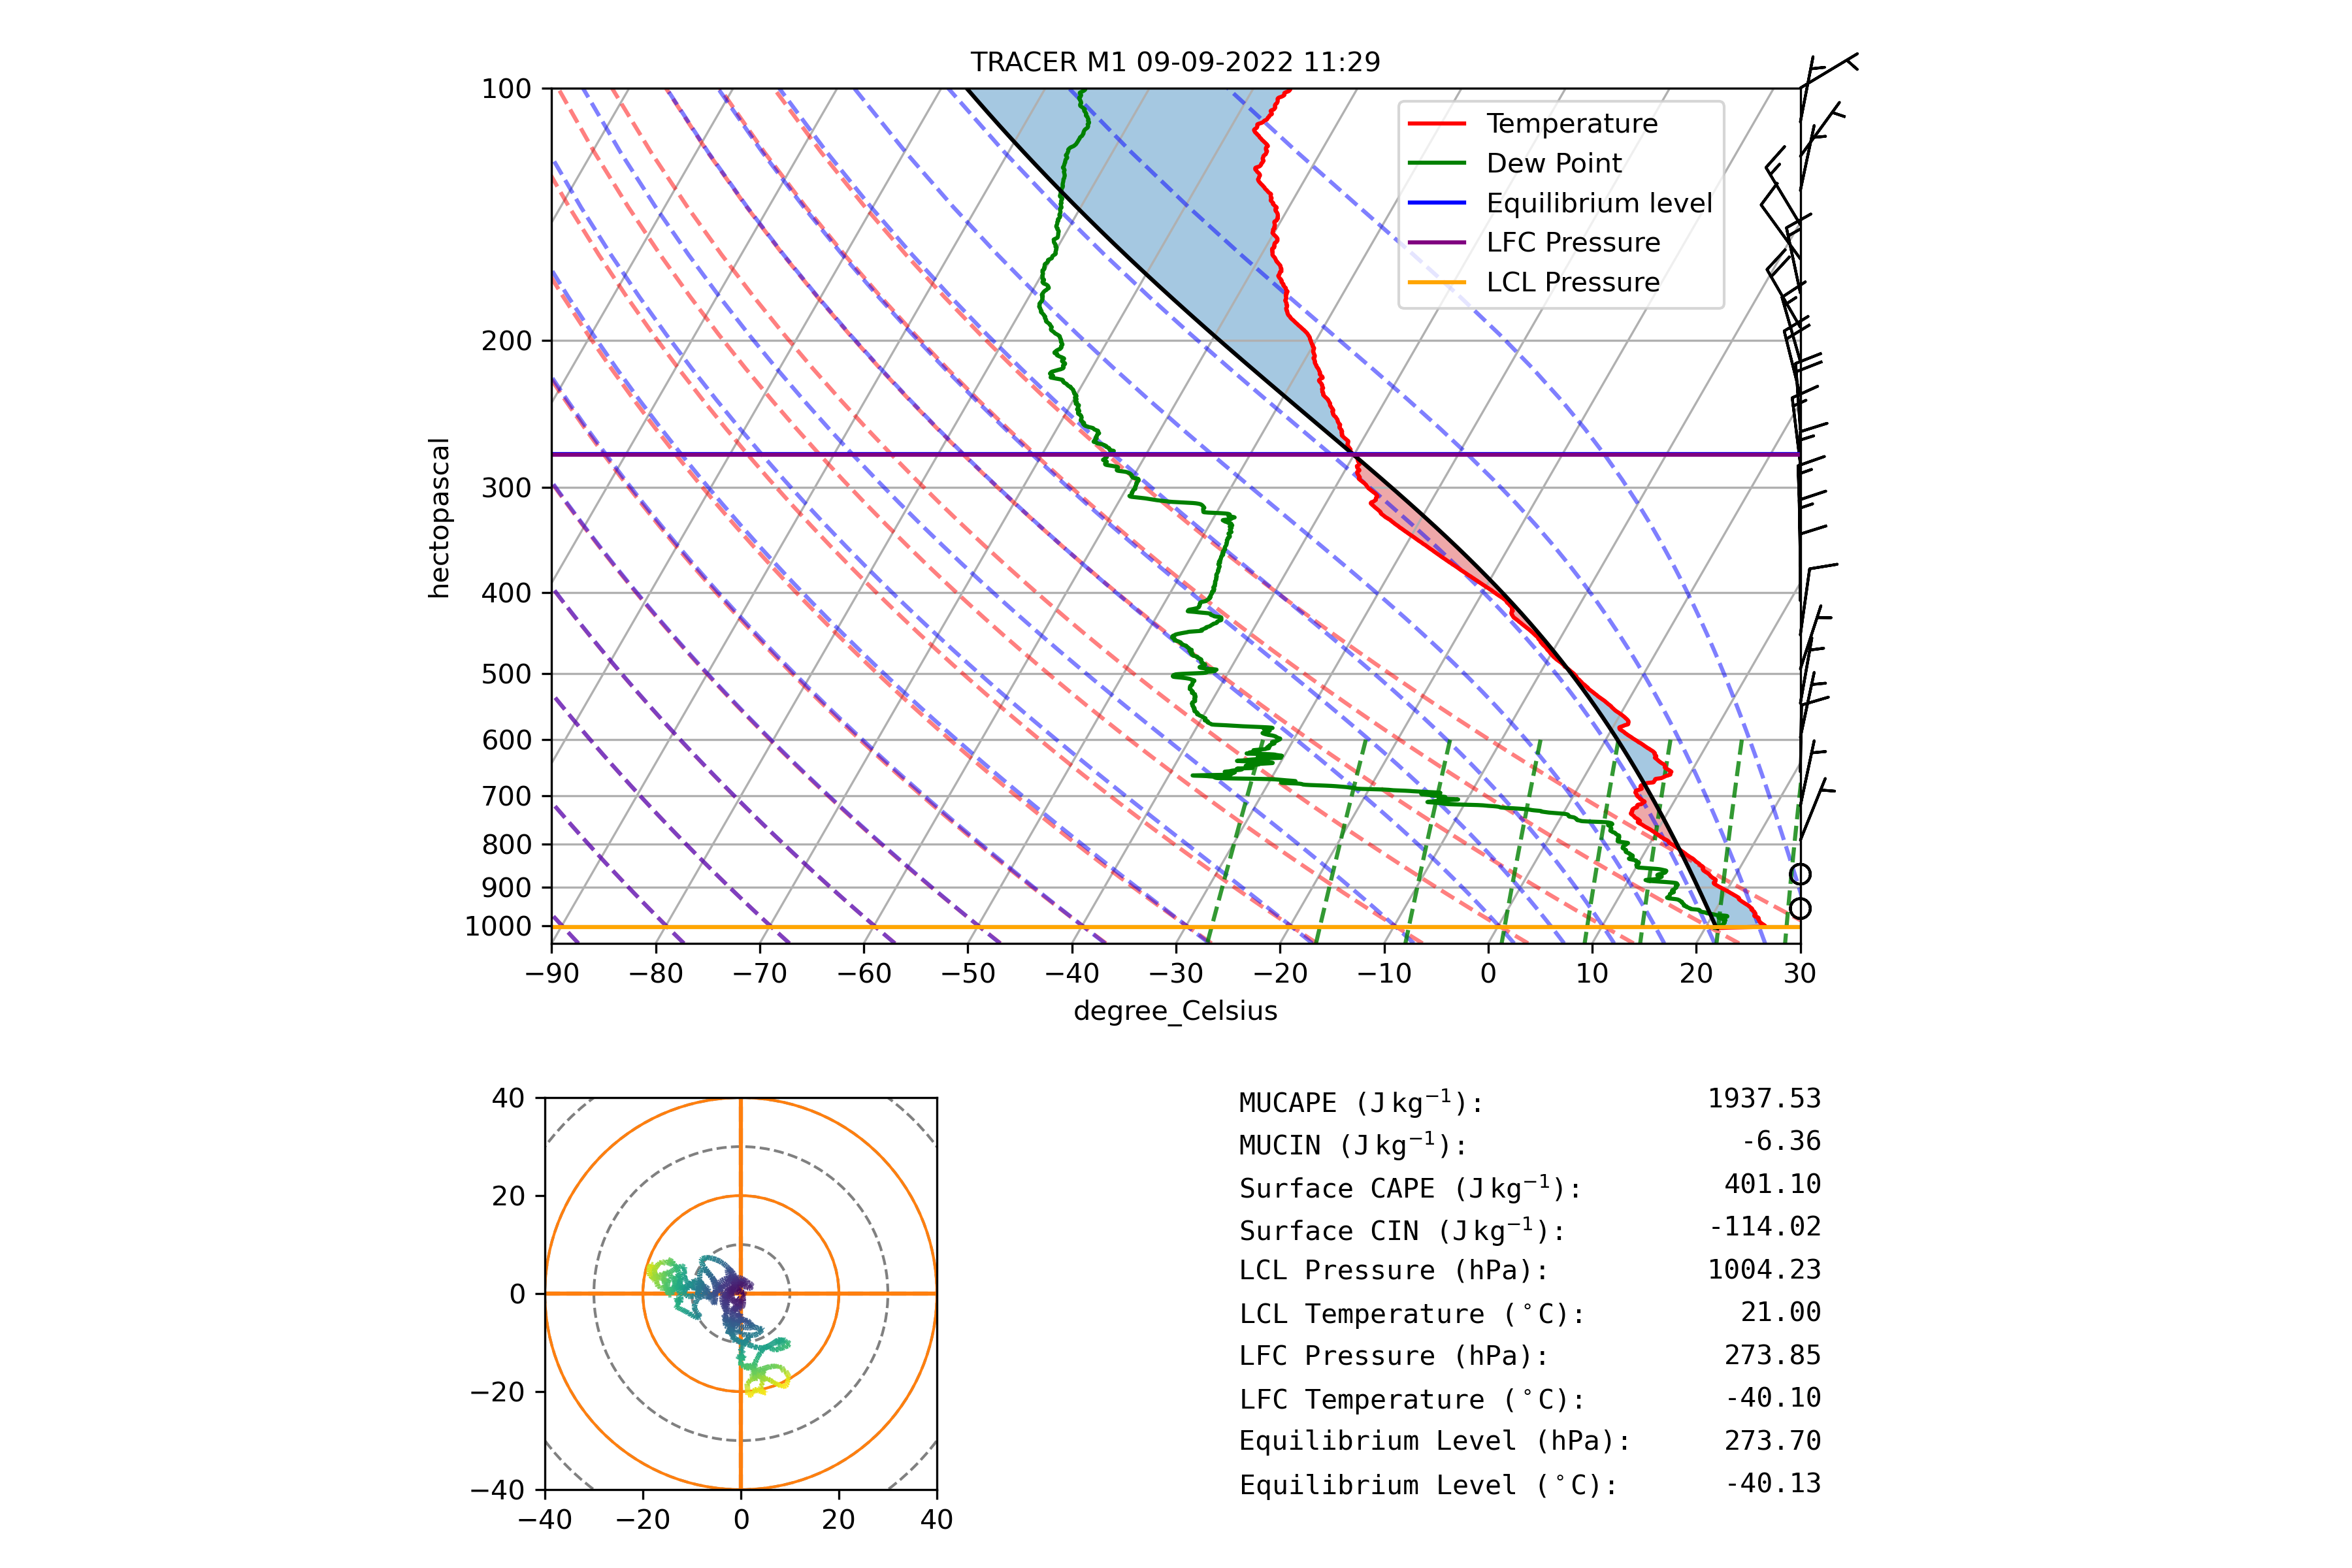 TRACER M1 09-09-2022 11:29
100
200
300
400
500
600
700
800
900
1000
hectopascal
Temperature
Dew Point
Equilibrium level
LFC Pressure
LCL Pressure
−90 −80 −70 −60 −50 −40 −30 −20 −10 0 10 20 30
degree_Celsius
40
20
0
−20
−40
−40 −20 0 20 40
MUCAPE (J kg⁻¹): 1937.53
MUCIN (J kg⁻¹): -6.36
Surface CAPE (J kg⁻¹): 401.10
Surface CIN (J kg⁻¹): -114.02
LCL Pressure (hPa): 1004.23
LCL Temperature (°C): 21.00
LFC Pressure (hPa): 273.85
LFC Temperature (°C): -40.10
Equilibrium Level (hPa): 273.70
Equilibrium Level (°C): -40.13